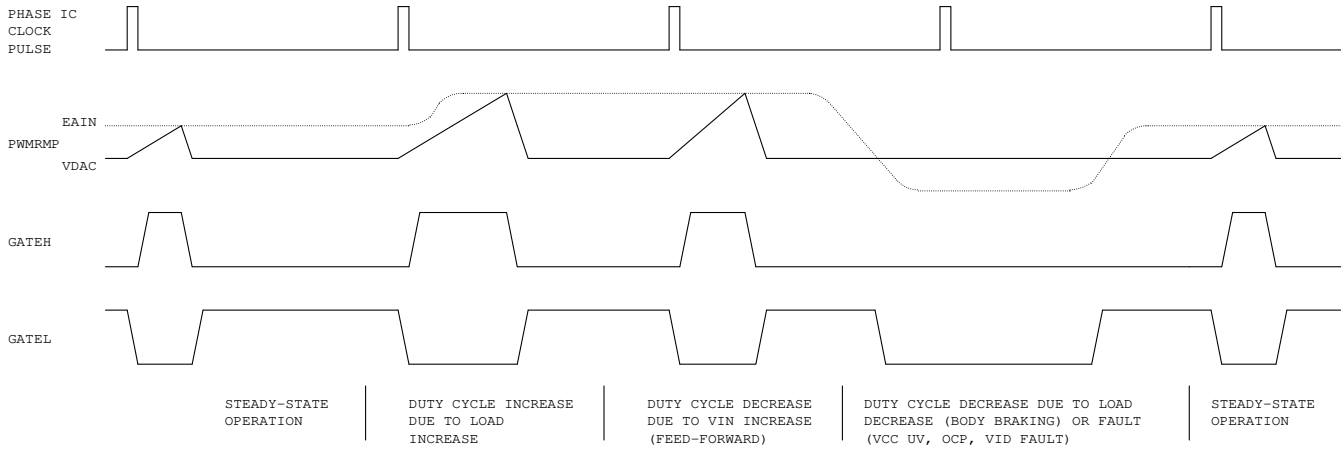 PHASE IC
CLOCK
PULSE
EAIN
PWMRMP
VDAC
GATEH
GATEL
STEADY-STATE
OPERATION
DUTY CYCLE INCREASE
DUE TO LOAD
INCREASE
DUTY CYCLE DECREASE
DUE TO VIN INCREASE
(FEED-FORWARD)
DUTY CYCLE DECREASE DUE TO LOAD
DECREASE (BODY BRAKING) OR FAULT
(VCC UV, OCP, VID FAULT)
STEADY-STATE
OPERATION